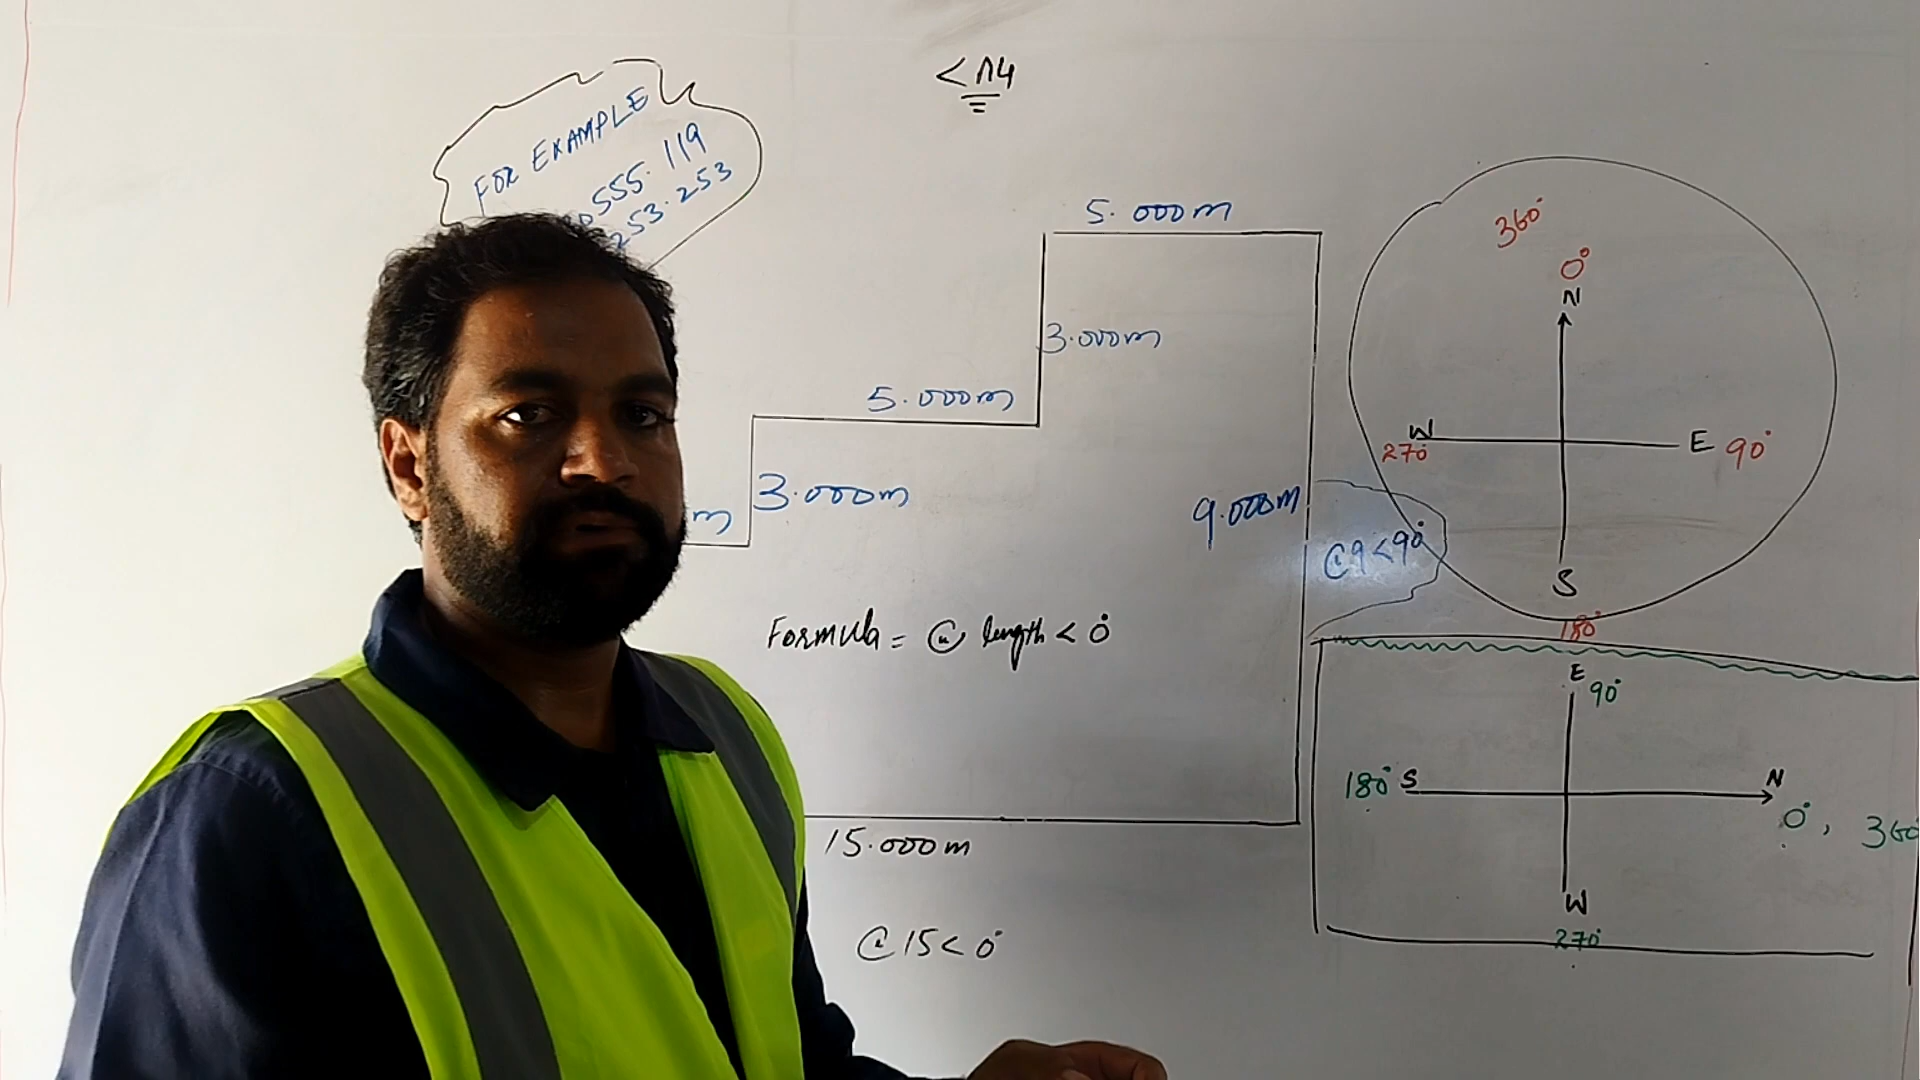 FOR EXAMPLE
555.119
253.253
5.000m
3.000m
5.000m
3.000m
m
9.000m
@9<90°
Formula = @ length < 0°
15.000m
@15<0°
360°
0°
N
W
270°
E 90°
S
180°
E
90°
180° S
N
0°, 360
W
270°